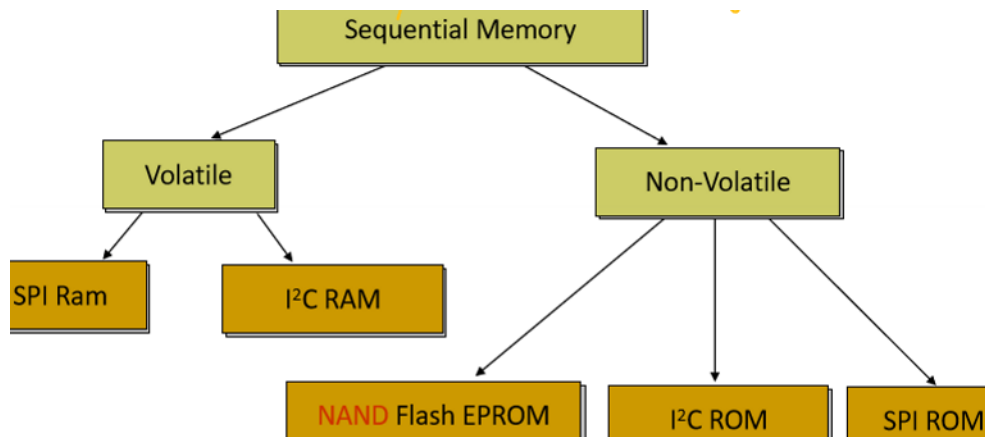 Sequential Memory
Volatile
Non-Volatile
SPI Ram
I²C RAM
NAND Flash EPROM
I²C ROM
SPI ROM